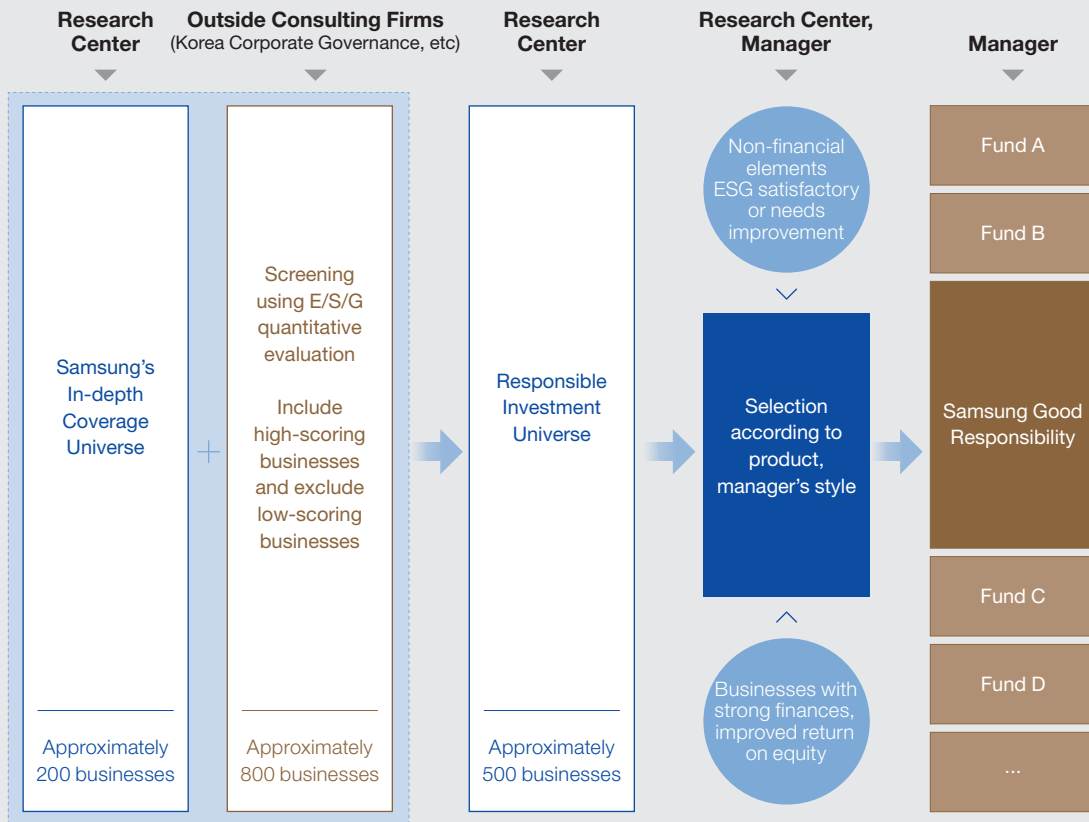 Research
Center
Outside Consulting Firms
(Korea Corporate Governance, etc)
Research
Center
Research Center,
Manager
Manager
Samsung’s
In-depth
Coverage
Universe
Approximately
200 businesses
+
Screening
using E/S/G
quantitative
evaluation
Include
high-scoring
businesses
and exclude
low-scoring
businesses
Approximately
800 businesses
Responsible
Investment
Universe
Approximately
500 businesses
Non-financial
elements
ESG satisfactory
or needs
improvement
Selection
according to
product,
manager’s style
Businesses with
strong finances,
improved return
on equity
Fund A
Fund B
Samsung Good
Responsibility
Fund C
Fund D
...